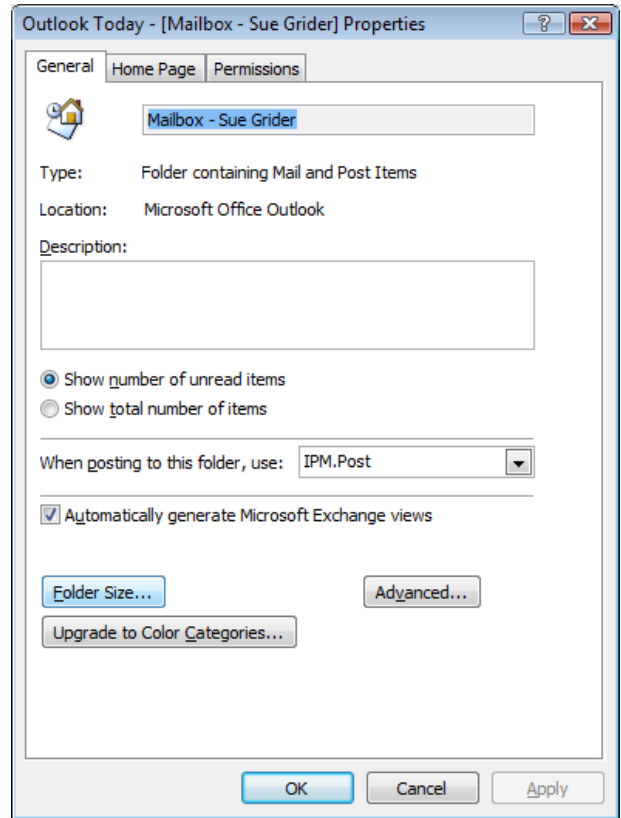 Outlook Today - [Mailbox - Sue Grider] Properties
General Home Page Permissions
Mailbox - Sue Grider
Type: Folder containing Mail and Post Items
Location: Microsoft Office Outlook
Description:
Show number of unread items
Show total number of items
When posting to this folder, use: IPM.Post
Automatically generate Microsoft Exchange views
Folder Size... Advanced...
Upgrade to Color Categories...
OK Cancel Apply